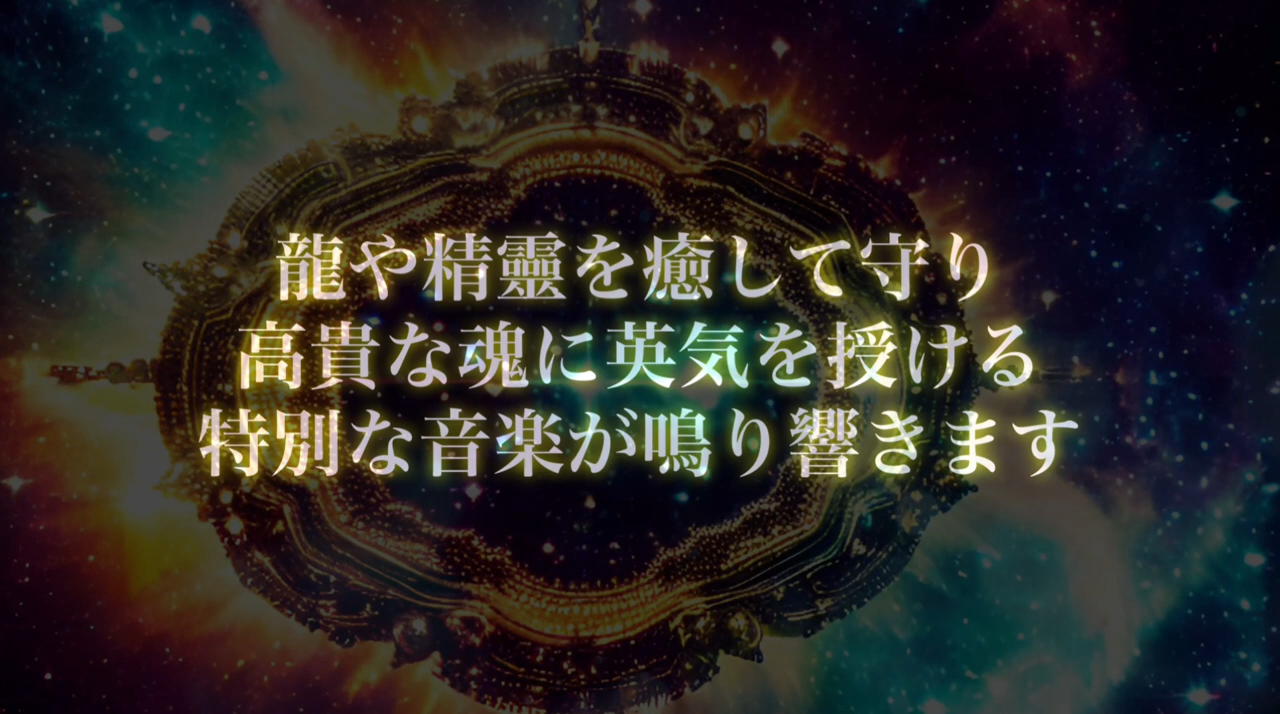 龍や精靈を癒して守り
高貴な魂に英気を授ける
特別な音楽が鳴り響きます